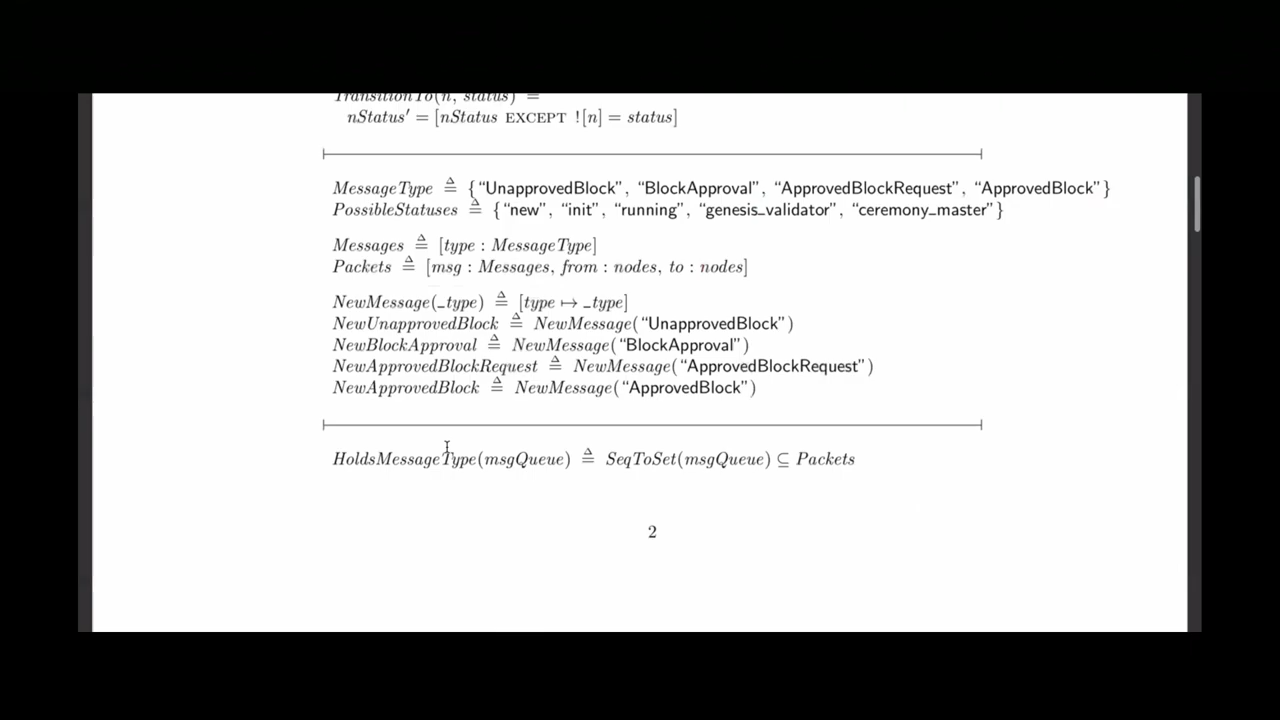 TransitionTo(n, status) ≜
nStatus′ = [nStatus EXCEPT ![n] = status]
MessageType ≜ {“UnapprovedBlock”, “BlockApproval”, “ApprovedBlockRequest”, “ApprovedBlock”}
PossibleStatuses ≜ {“new”, “init”, “running”, “genesis_validator”, “ceremony_master”}
Messages ≜ [type : MessageType]
Packets ≜ [msg : Messages, from : nodes, to : nodes]
NewMessage(_type) ≜ [type ↦ _type]
NewUnapprovedBlock ≜ NewMessage(“UnapprovedBlock”)
NewBlockApproval ≜ NewMessage(“BlockApproval”)
NewApprovedBlockRequest ≜ NewMessage(“ApprovedBlockRequest”)
NewApprovedBlock ≜ NewMessage(“ApprovedBlock”)
HoldsMessageType(msgQueue) ≜ SeqToSet(msgQueue) ⊆ Packets
2